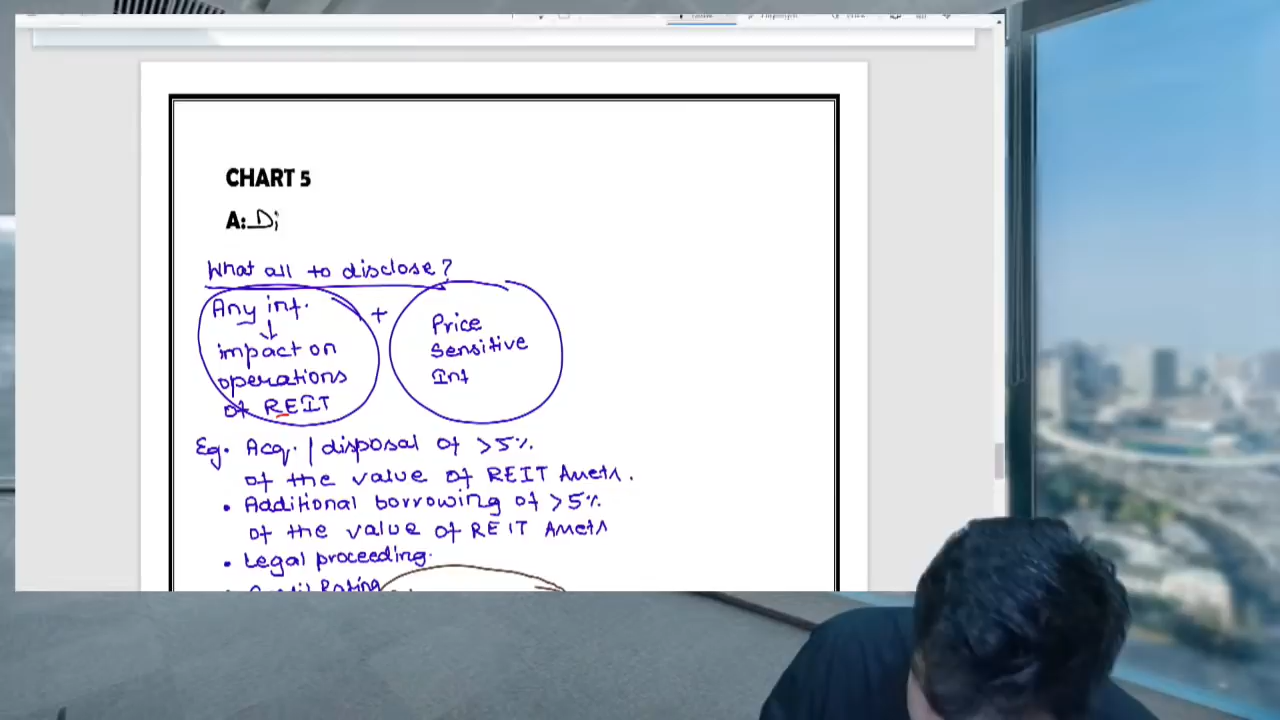 CHART 5
A: Di
What all to disclose?
Any inf. + Price
↓ Sensitive
impact on Inf
operations
of REIT
Eg. Acq. / disposal of >5%
of the value of REIT Assets.
• Additional borrowing of >5%
of the value of REIT Assets
• Legal proceeding.
• Credit Rating